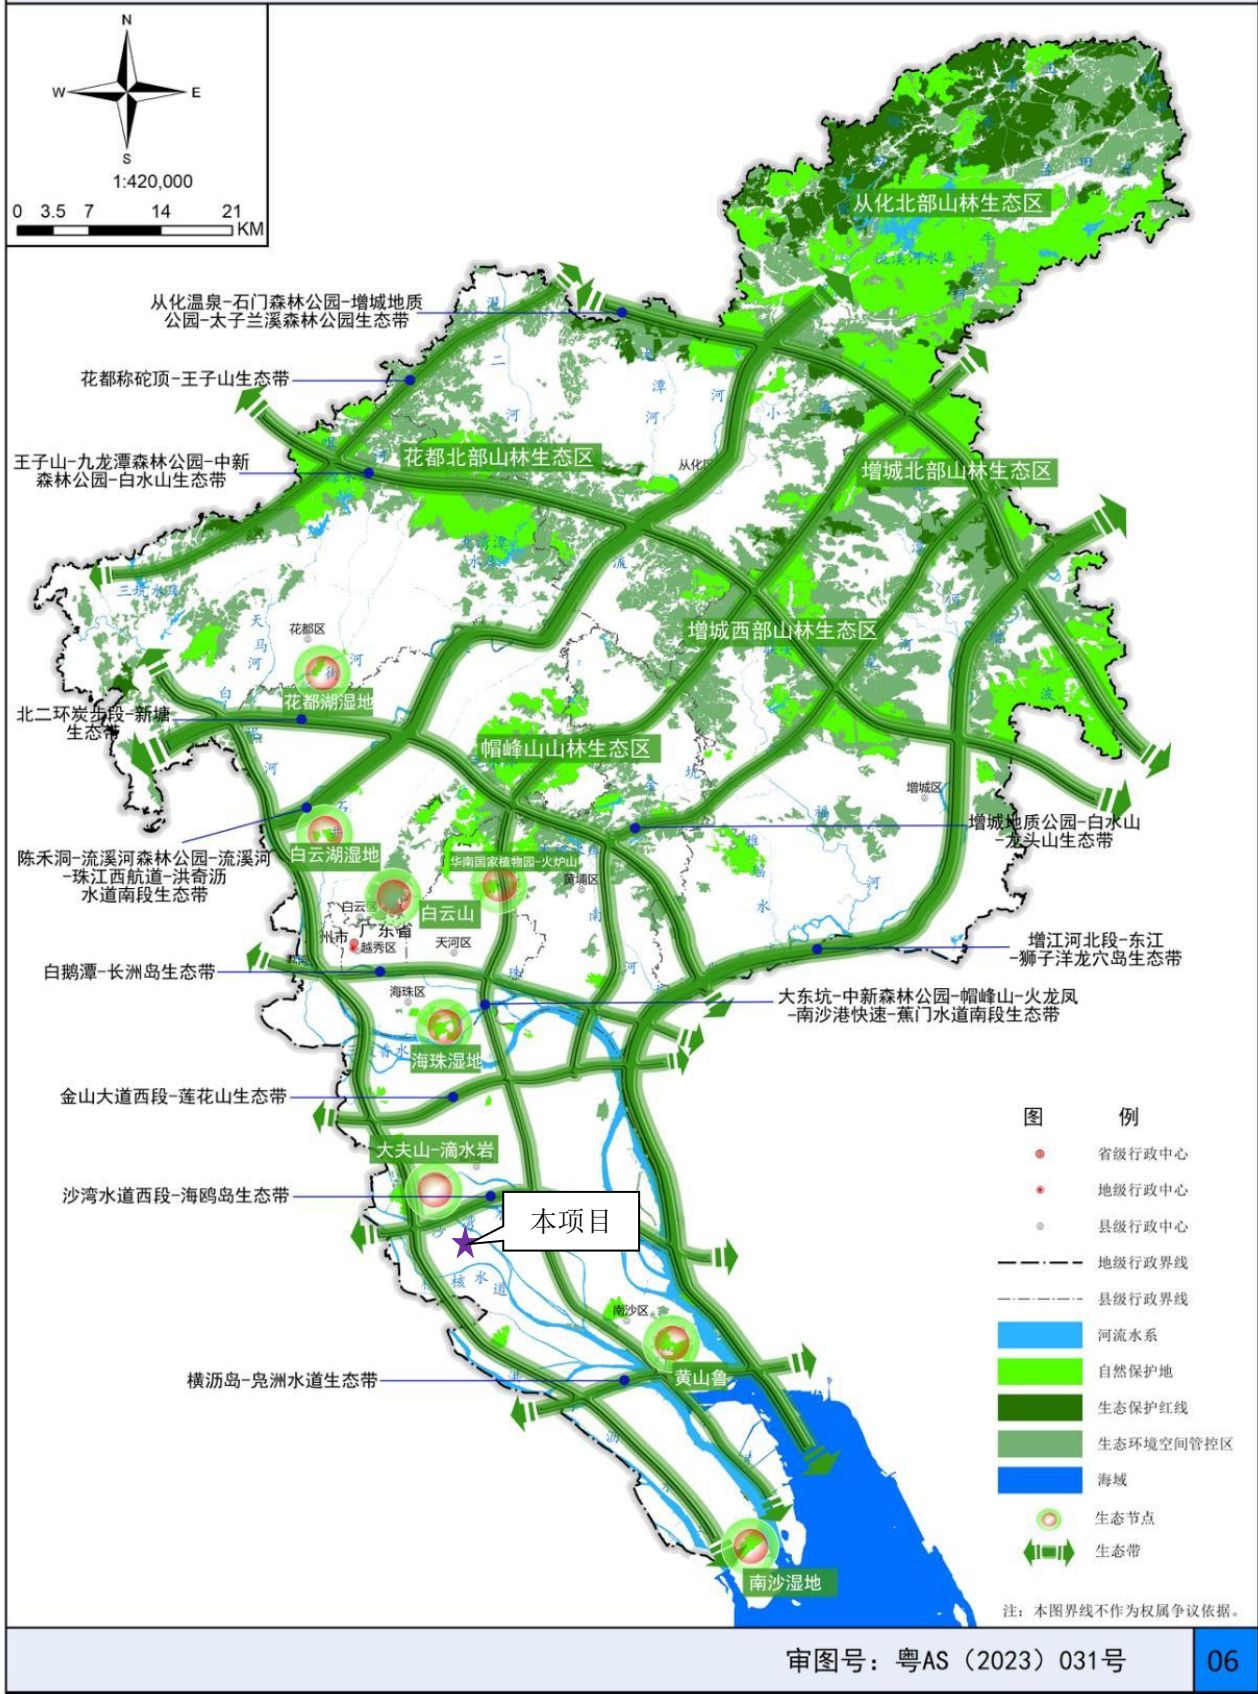 N
W
E
S
1:420,000
0 3.5 7 14 21
KM
从化北部山林生态区
流溪河水库
从化温泉-石门森林公园-增城地质
公园-太子兰溪森林公园生态带
花都称砣顶-王子山生态带
王子山-九龙潭森林公园-中新
森林公园-白水山生态带
花都北部山林生态区
从化区
增城北部山林生态区
三坑水库
天
马
河
花都区
增城西部山林生态区
花都湖湿地
北二环炭步段-新塘
生态带
帽峰山山林生态区
增城区
增城地质公园-白水山
-龙头山生态带
陈禾洞-流溪河森林公园-流溪河
-珠江西航道-洪奇沥
水道南段生态带
白云湖湿地
华南国家植物园-火炉山
黄埔区
白云区
白云山
广东省
州市
越秀区
天河区
白鹅潭-长洲岛生态带
海珠区
增江河北段-东江
-狮子洋龙穴岛生态带
大东坑-中新森林公园-帽峰山-火龙凤
-南沙港快速-蕉门水道南段生态带
海珠湿地
金山大道西段-莲花山生态带
大夫山-滴水岩
沙湾水道西段-海鸥岛生态带
本项目
南沙区
黄山鲁
横沥岛-凫洲水道生态带
南沙湿地
图 例
省级行政中心
地级行政中心
县级行政中心
地级行政界线
县级行政界线
河流水系
自然保护地
生态保护红线
生态环境空间管控区
海域
生态节点
生态带
注：本图界线不作为权属争议依据。
审图号：粤AS（2023）031号
06